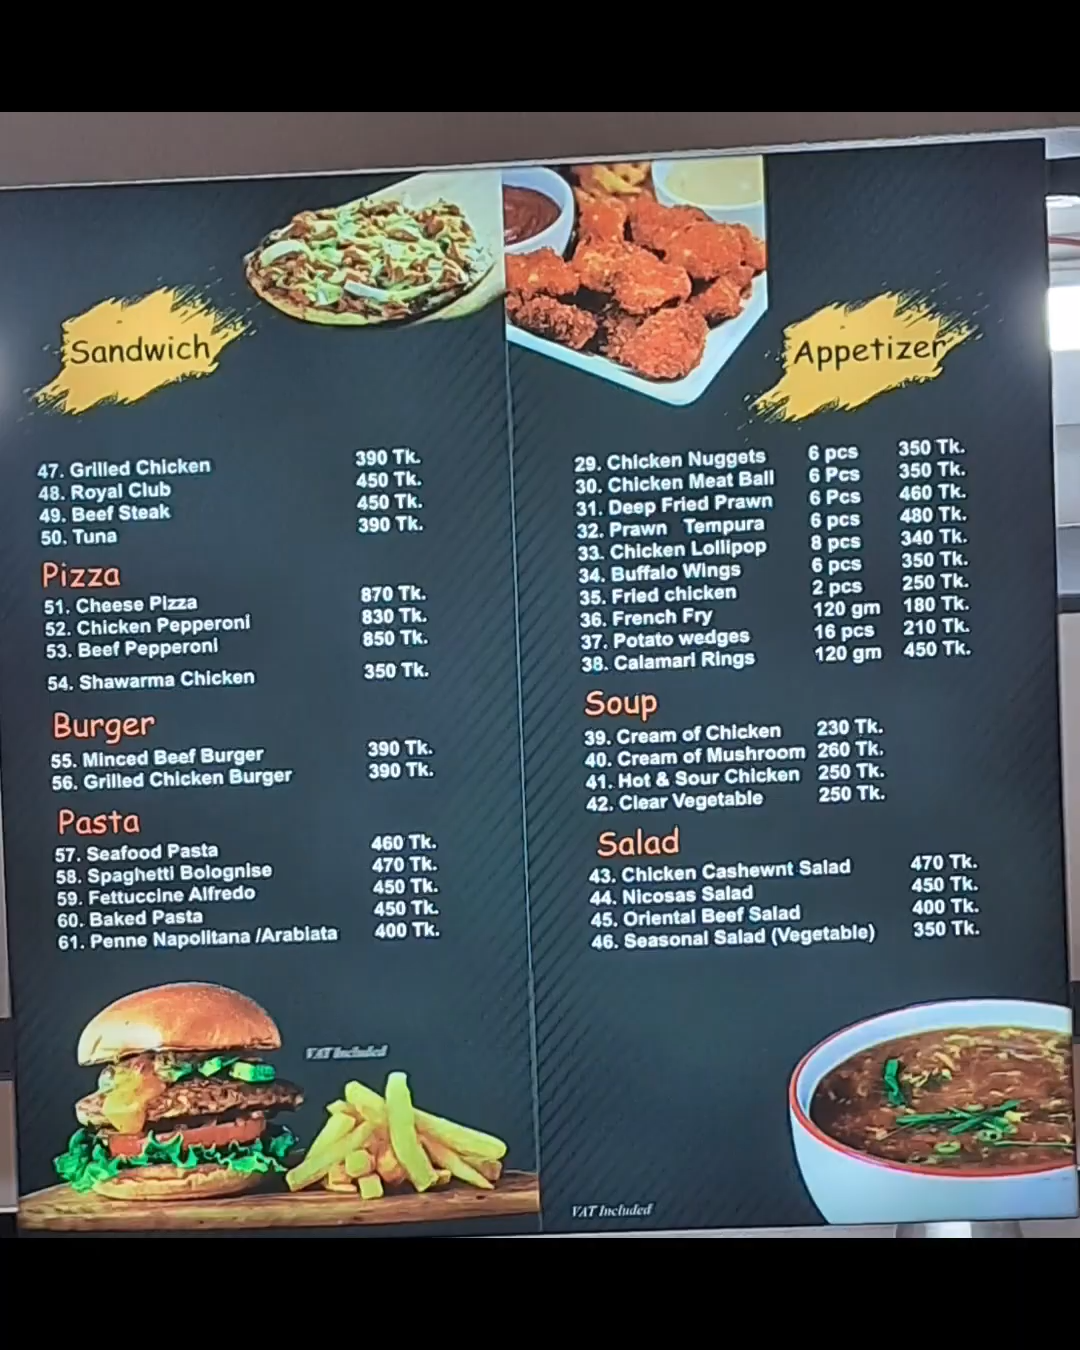 Sandwich
47. Grilled Chicken 390 Tk.
48. Royal Club 450 Tk.
49. Beef Steak 450 Tk.
50. Tuna 390 Tk.
Pizza
51. Cheese Pizza 870 Tk.
52. Chicken Pepperoni 830 Tk.
53. Beef Pepperoni 850 Tk.
54. Shawarma Chicken 350 Tk.
Burger
55. Minced Beef Burger 390 Tk.
56. Grilled Chicken Burger 390 Tk.
Pasta
57. Seafood Pasta 460 Tk.
58. Spaghetti Bolognise 470 Tk.
59. Fettuccine Alfredo 450 Tk.
60. Baked Pasta 450 Tk.
61. Penne Napolitana /Arabiata 400 Tk.
VAT Included
Appetizer
29. Chicken Nuggets 6 pcs 350 Tk.
30. Chicken Meat Ball 6 Pcs 350 Tk.
31. Deep Fried Prawn 6 Pcs 460 Tk.
32. Prawn Tempura 6 pcs 480 Tk.
33. Chicken Lollipop 8 pcs 340 Tk.
34. Buffalo Wings 6 pcs 350 Tk.
35. Fried chicken 2 pcs 250 Tk.
36. French Fry 120 gm 180 Tk.
37. Potato wedges 16 pcs 210 Tk.
38. Calamari Rings 120 gm 450 Tk.
Soup
39. Cream of Chicken 230 Tk.
40. Cream of Mushroom 260 Tk.
41. Hot & Sour Chicken 250 Tk.
42. Clear Vegetable 250 Tk.
Salad
43. Chicken Cashewnt Salad 470 Tk.
44. Nicosas Salad 450 Tk.
45. Oriental Beef Salad 400 Tk.
46. Seasonal Salad (Vegetable) 350 Tk.
VAT Included